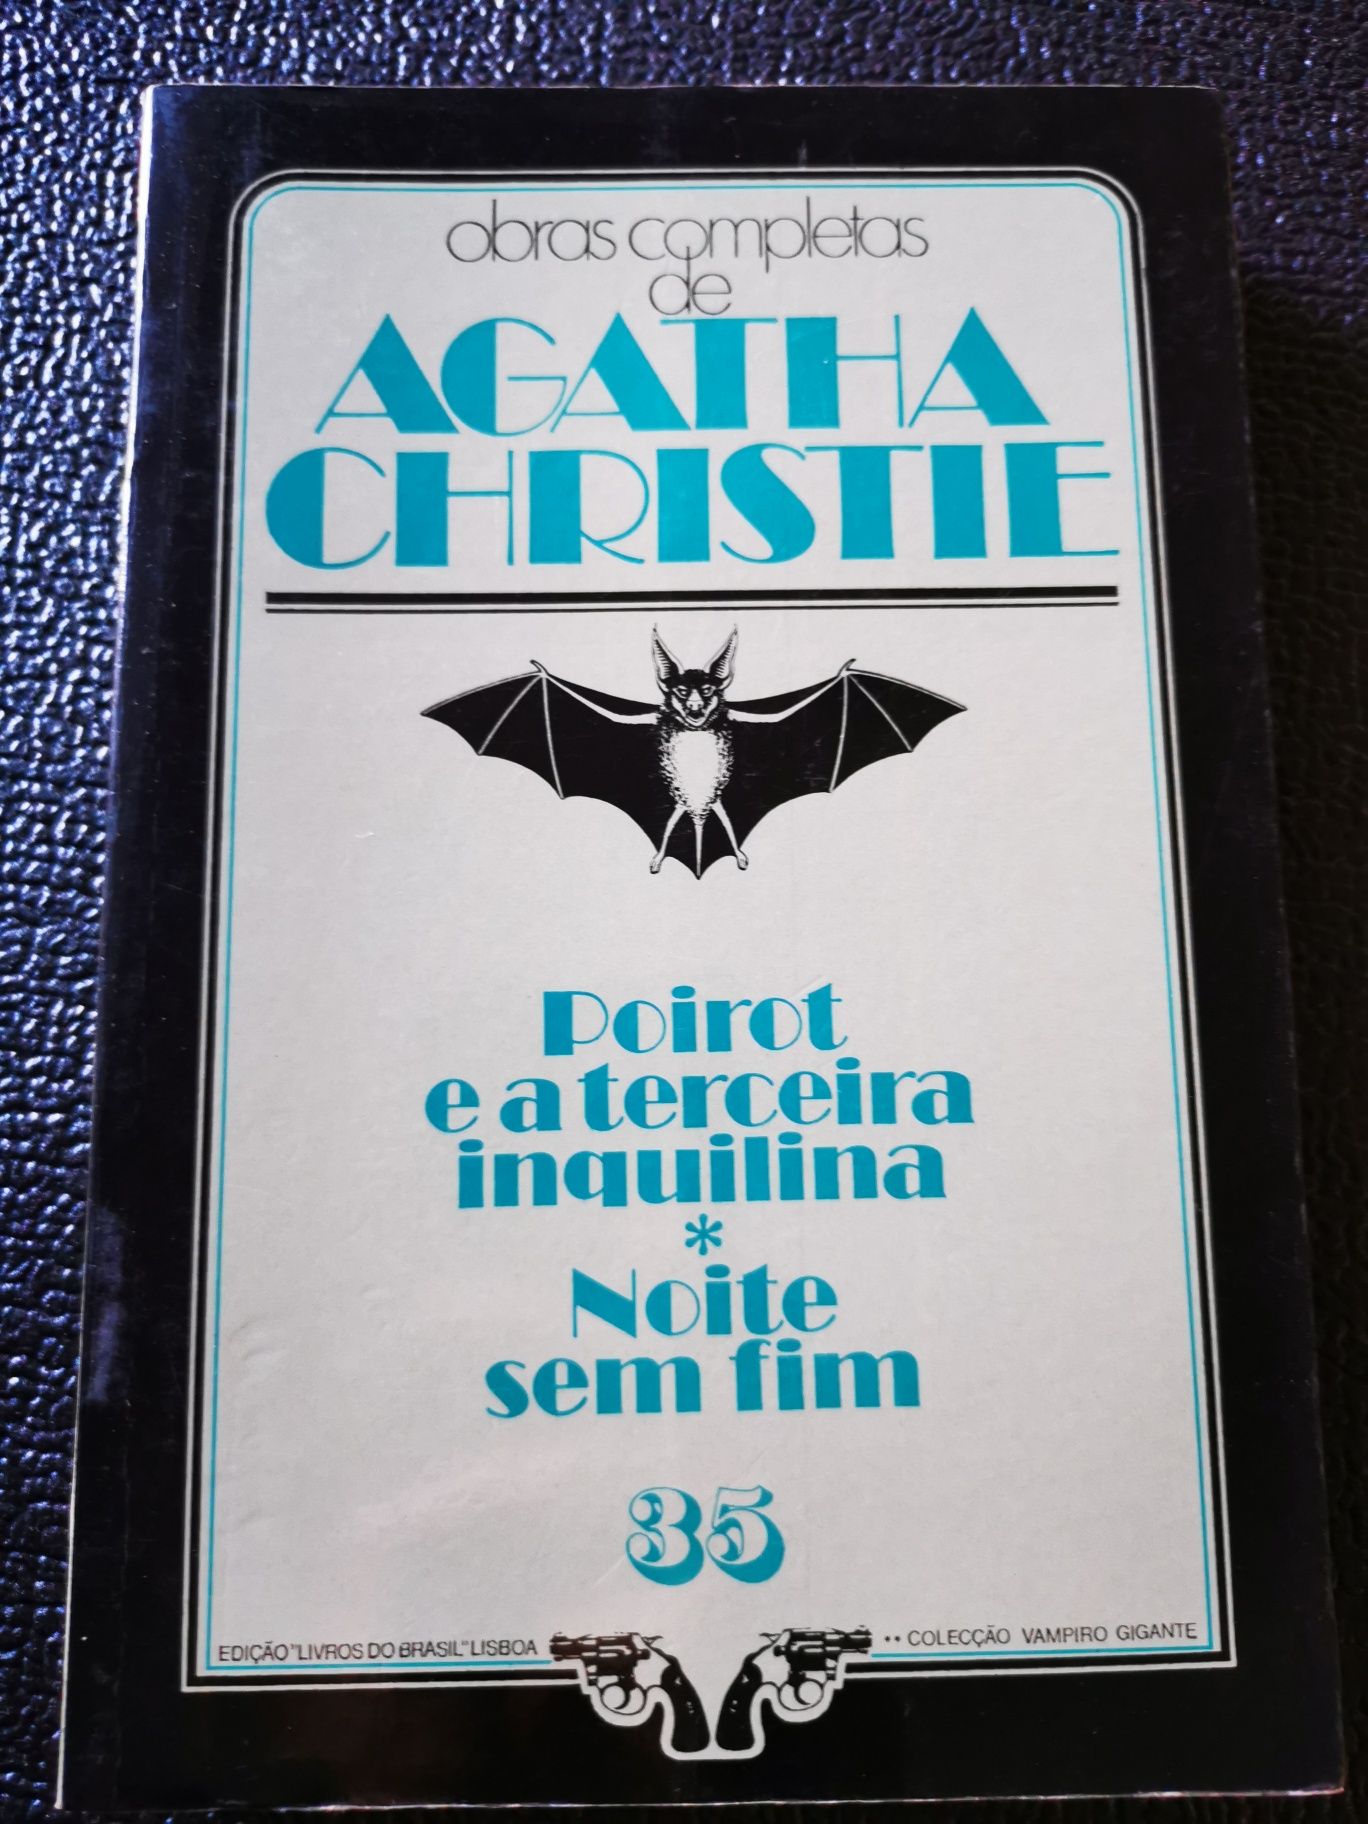 obras completas
de
AGATHA
CHRISTIE
Poirot
e a terceira
inquilina
*
Noite
sem fim
35
EDIÇÃO "LIVROS DO BRASIL" LISBOA
** COLECÇÃO VAMPIRO GIGANTE